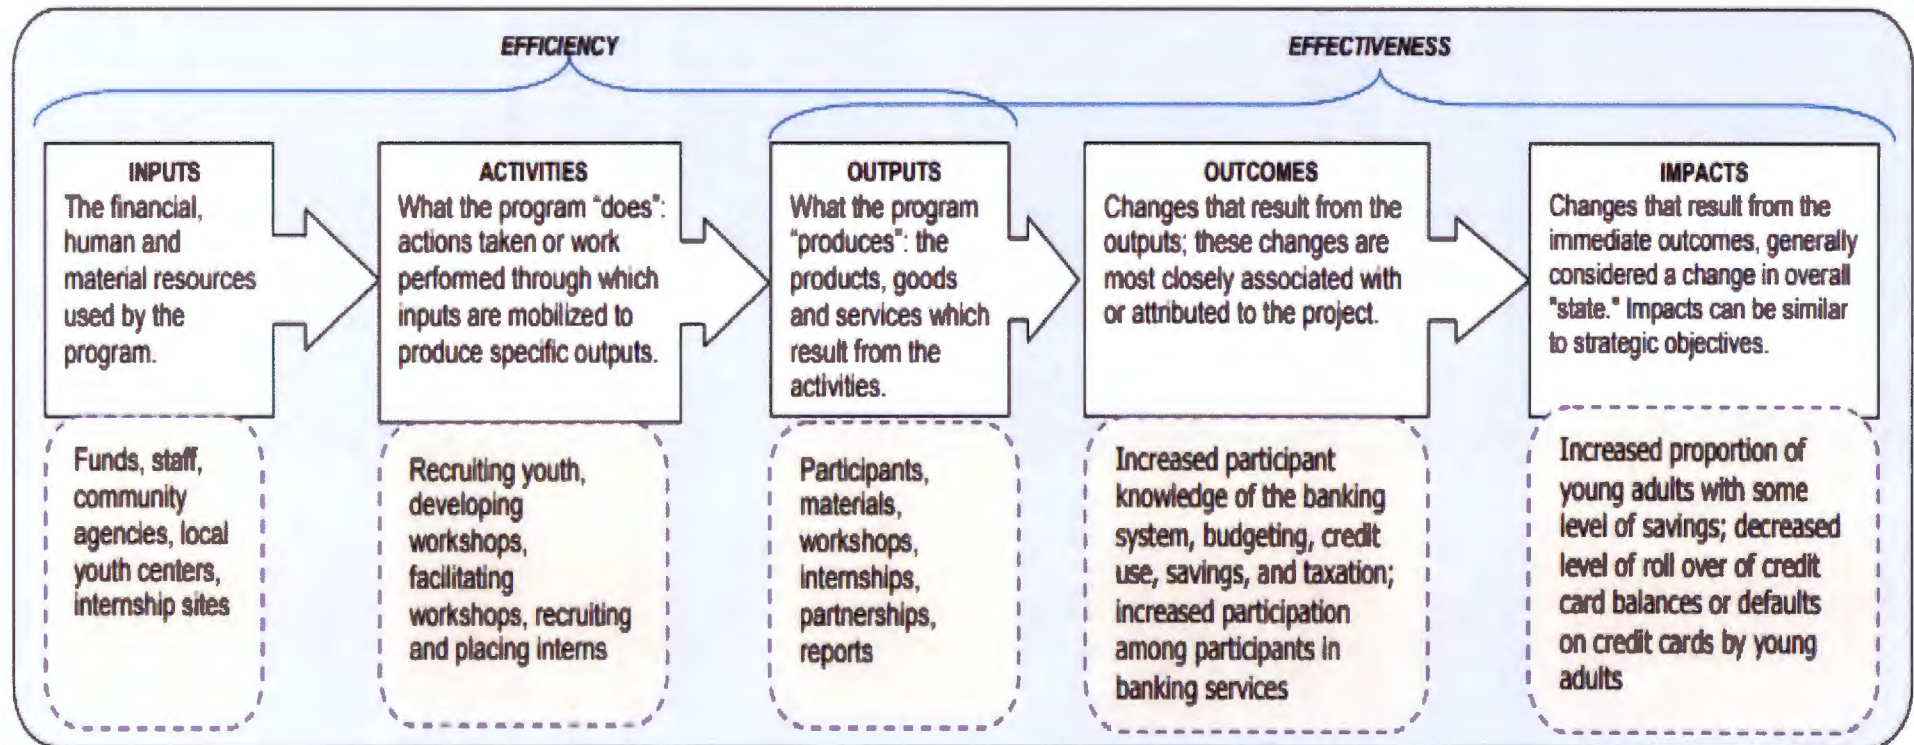 EFFICIENCY
EFFECTIVENESS
INPUTS
The financial,
human and
material resources
used by the
program.
ACTIVITIES
What the program "does":
actions taken or work
performed through which
inputs are mobilized to
produce specific outputs.
OUTPUTS
What the program
"produces": the
products, goods
and services which
result from the
activities.
OUTCOMES
Changes that result from the
outputs; these changes are
most closely associated with
or attributed to the project.
IMPACTS
Changes that result from the
immediate outcomes, generally
considered a change in overall
"state." Impacts can be similar
to strategic objectives.
Funds, staff,
community
agencies, local
youth centers,
internship sites
Recruiting youth,
developing
workshops,
facilitating
workshops, recruiting
and placing interns
Participants,
materials,
workshops,
internships,
partnerships,
reports
Increased participant
knowledge of the banking
system, budgeting, credit
use, savings, and taxation;
increased participation
among participants in
banking services
Increased proportion of
young adults with some
level of savings; decreased
level of roll over of credit
card balances or defaults
on credit cards by young
adults